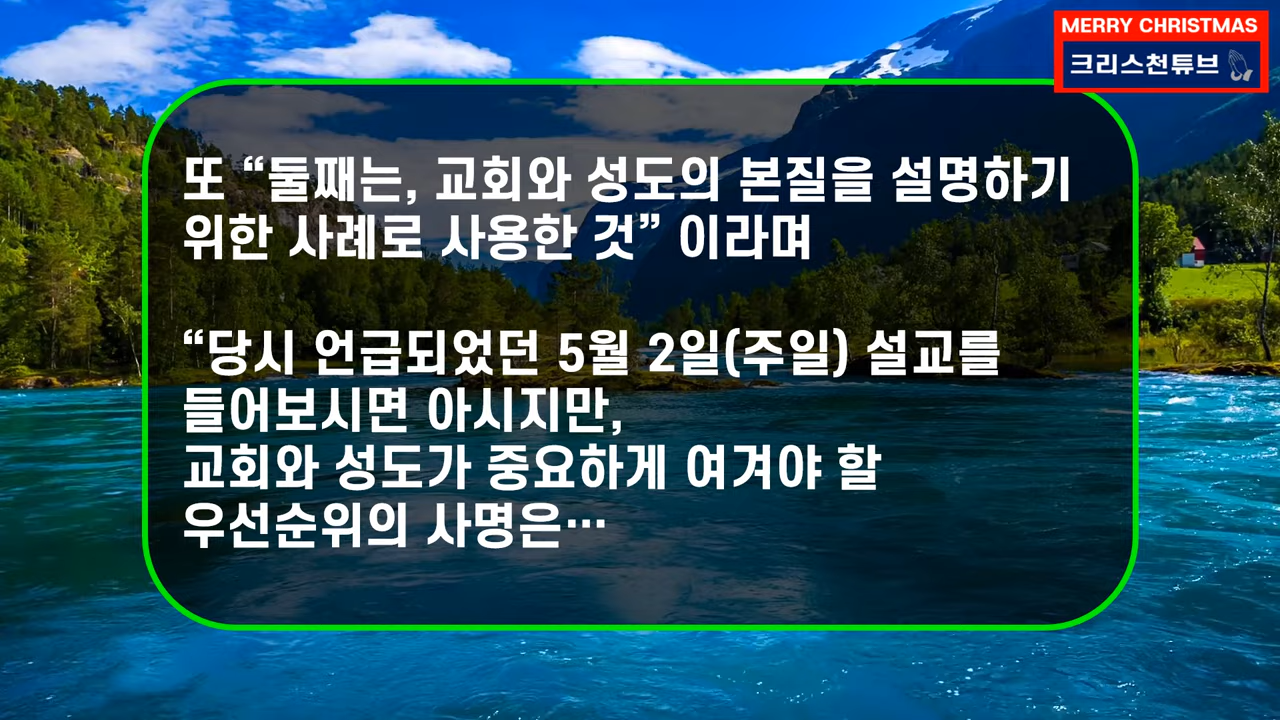 MERRY CHRISTMAS
크리스천튜브
또 “둘째는, 교회와 성도의 본질을 설명하기
위한 사례로 사용한 것” 이라며
“당시 언급되었던 5월 2일(주일) 설교를
들어보시면 아시지만,
교회와 성도가 중요하게 여겨야 할
우선순위의 사명은…